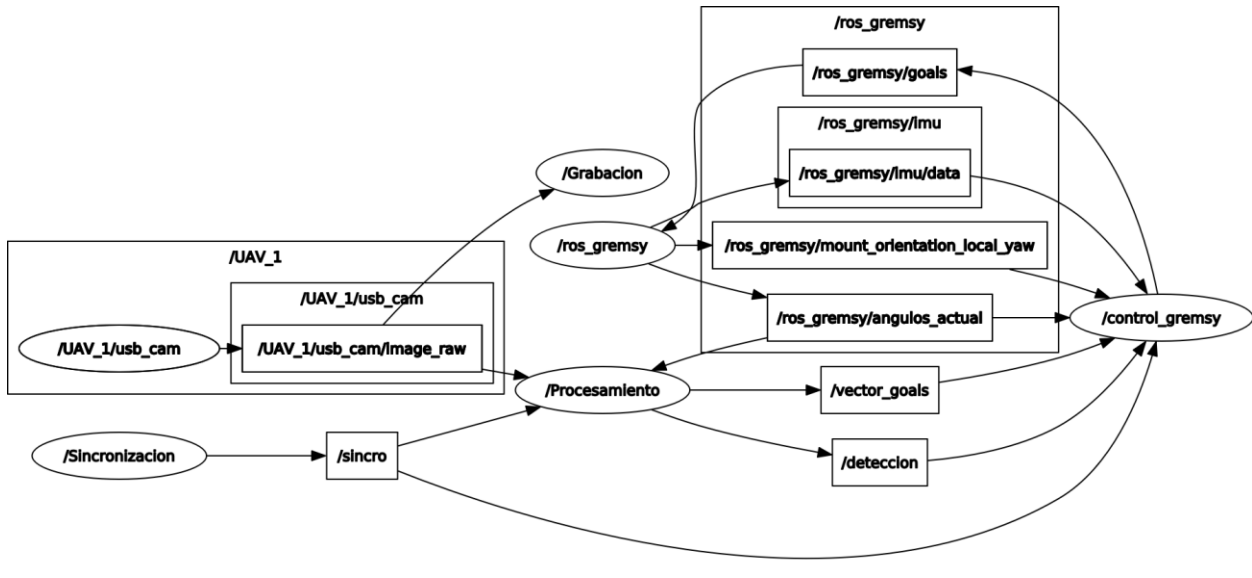 /ros_gremsy
/ros_gremsy/goals
/ros_gremsy/imu
/ros_gremsy/imu/data
/Grabacion
/ros_gremsy
/ros_gremsy/mount_orientation_local_yaw
/UAV_1
/UAV_1/usb_cam
/ros_gremsy/angulos_actual
/control_gremsy
/UAV_1/usb_cam
/UAV_1/usb_cam/image_raw
/Procesamiento
/vector_goals
/Sincronizacion
/sincro
/deteccion